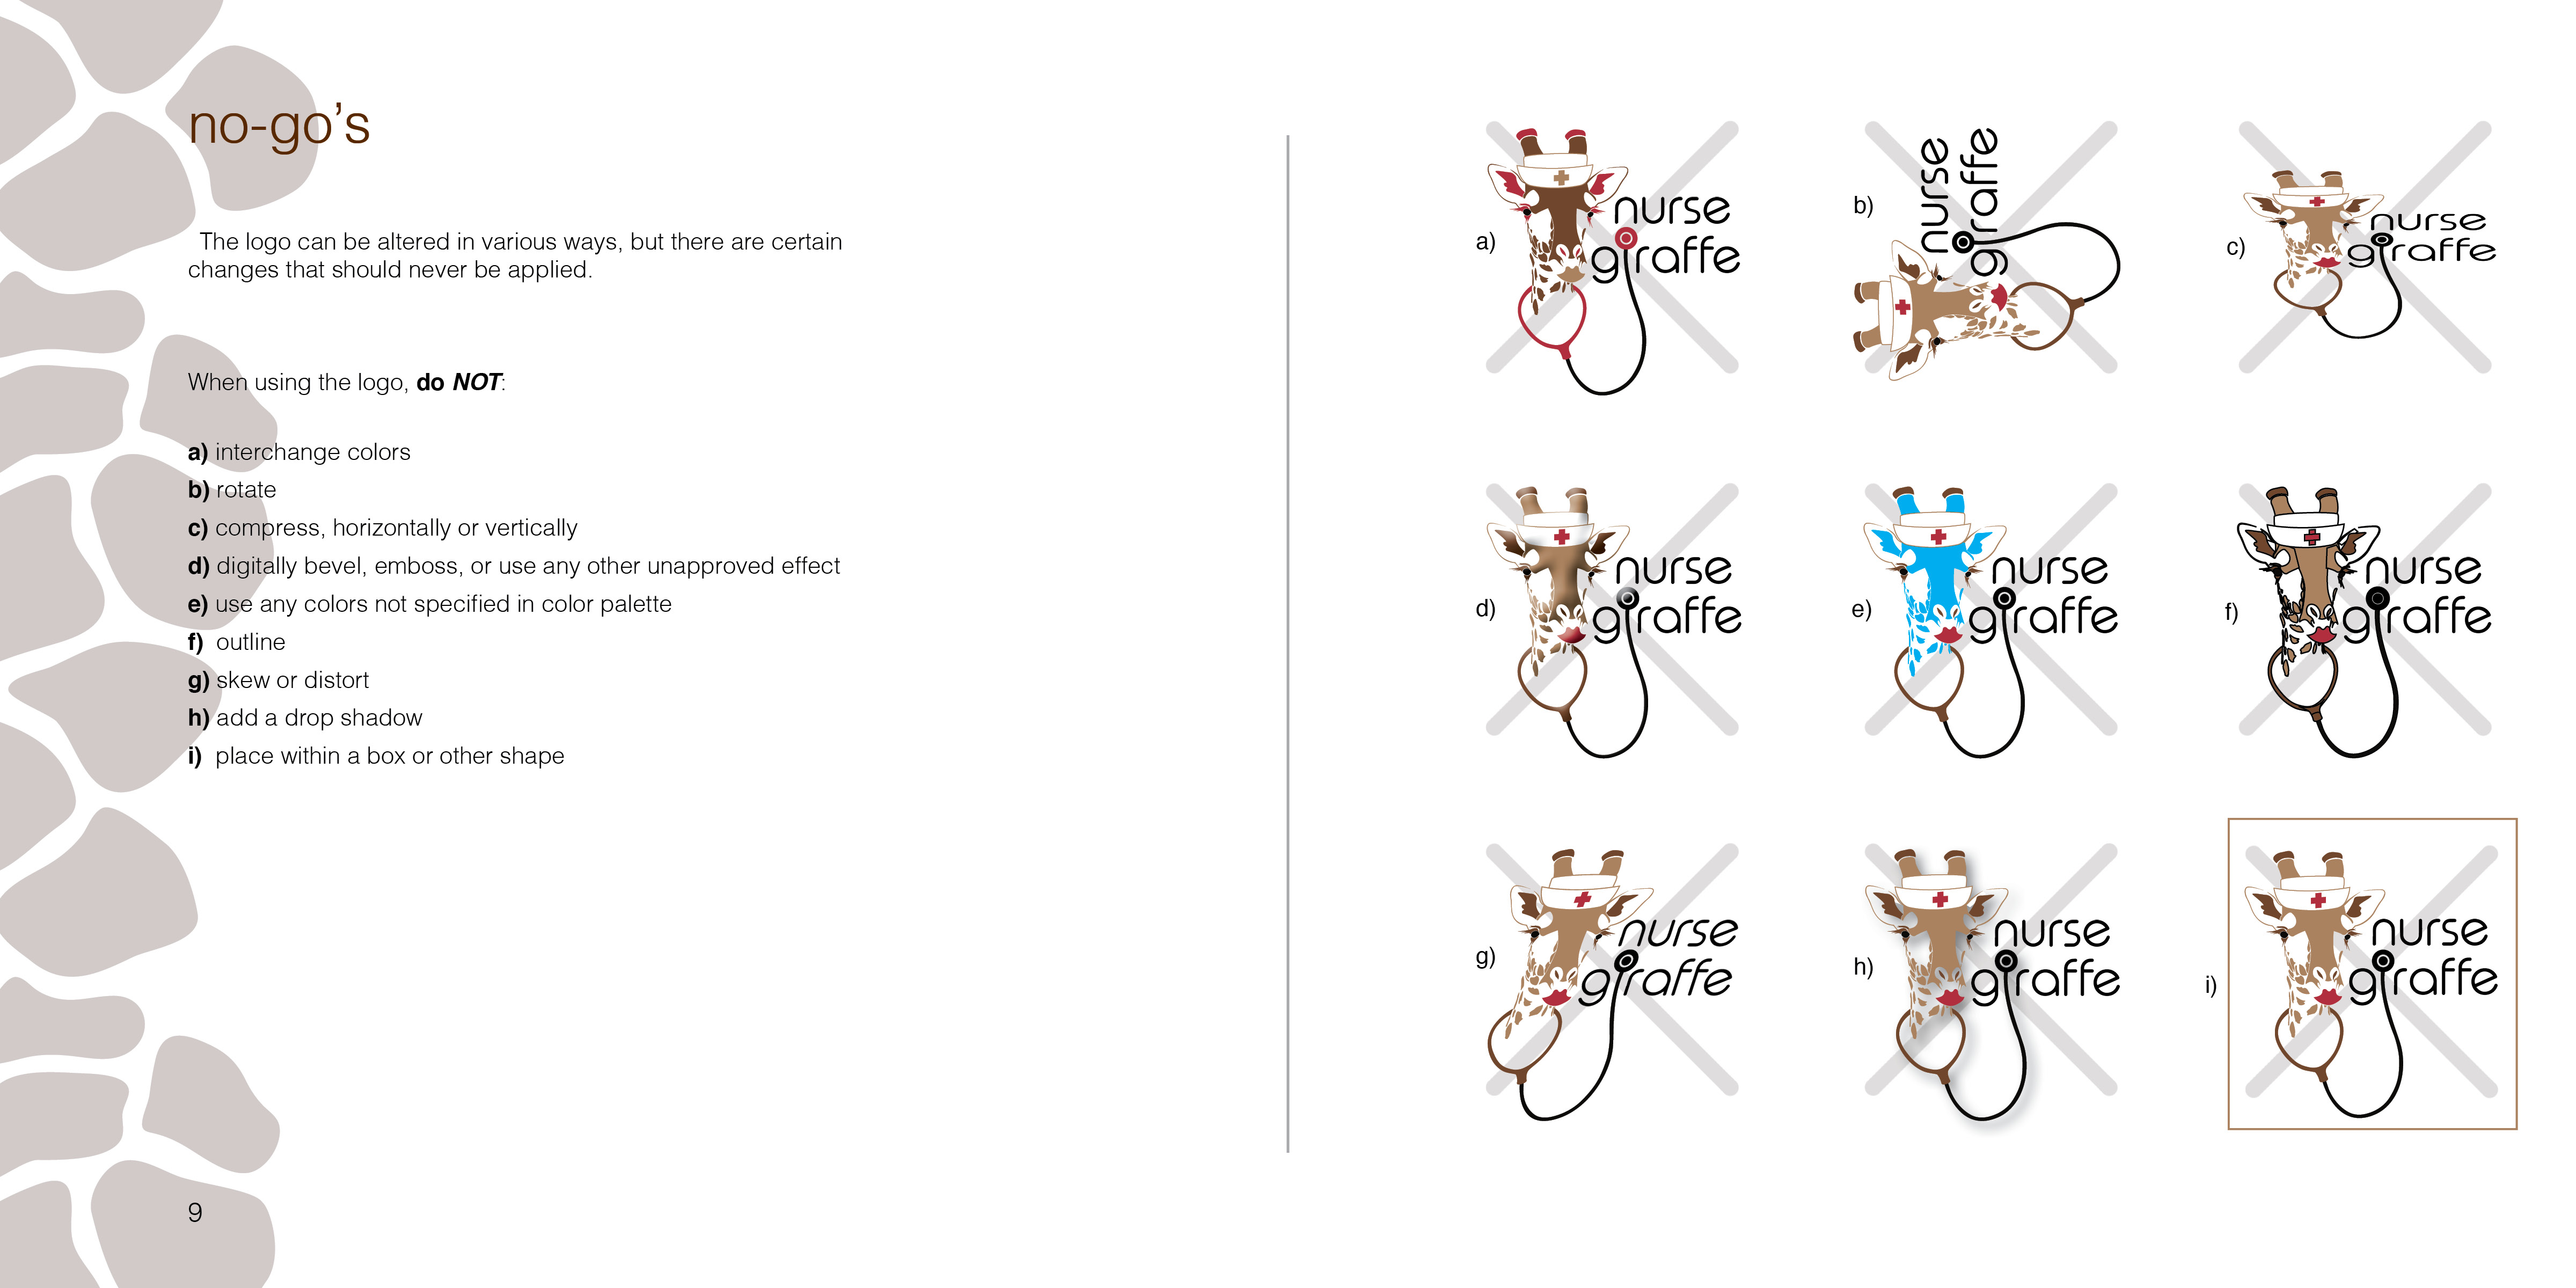 no-go’s
The logo can be altered in various ways, but there are certain
changes that should never be applied.
When using the logo, do NOT:
a) interchange colors
b) rotate
c) compress, horizontally or vertically
d) digitally bevel, emboss, or use any other unapproved effect
e) use any colors not specified in color palette
f) outline
g) skew or distort
h) add a drop shadow
i) place within a box or other shape
9
a)
nurse
giraffe
b)
nurse
giraffe
c)
nurse
giraffe
d)
nurse
giraffe
e)
nurse
giraffe
f)
nurse
giraffe
g)
nurse
giraffe
h)
nurse
giraffe
i)
nurse
giraffe